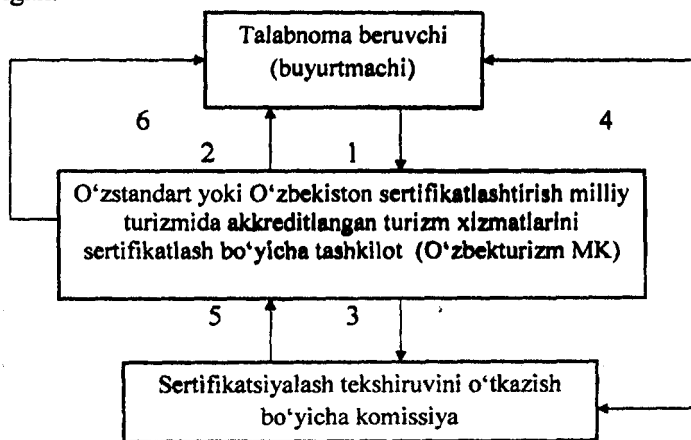 Talabnoma beruvchi
(buyurtmachi)
6
4
2
1
O‘zstandart yoki O‘zbekiston sertifikatlashtirish milliy
turizmida akkreditlangan turizm xizmatlarini
sertifikatlash bo‘yicha tashkilot (O‘zbekturizm MK)
5
3
Sertifikatsiyalash tekshiruvini o‘tkazish
bo‘yicha komissiya